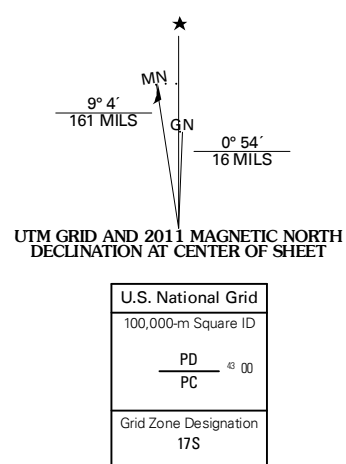 ★
MN
9° 4´
161 MILS
GN
0° 54´
16 MILS
UTM GRID AND 2011 MAGNETIC NORTH
DECLINATION AT CENTER OF SHEET
U.S. National Grid
100,000-m Square ID
PD
43 00
PC
Grid Zone Designation
17S